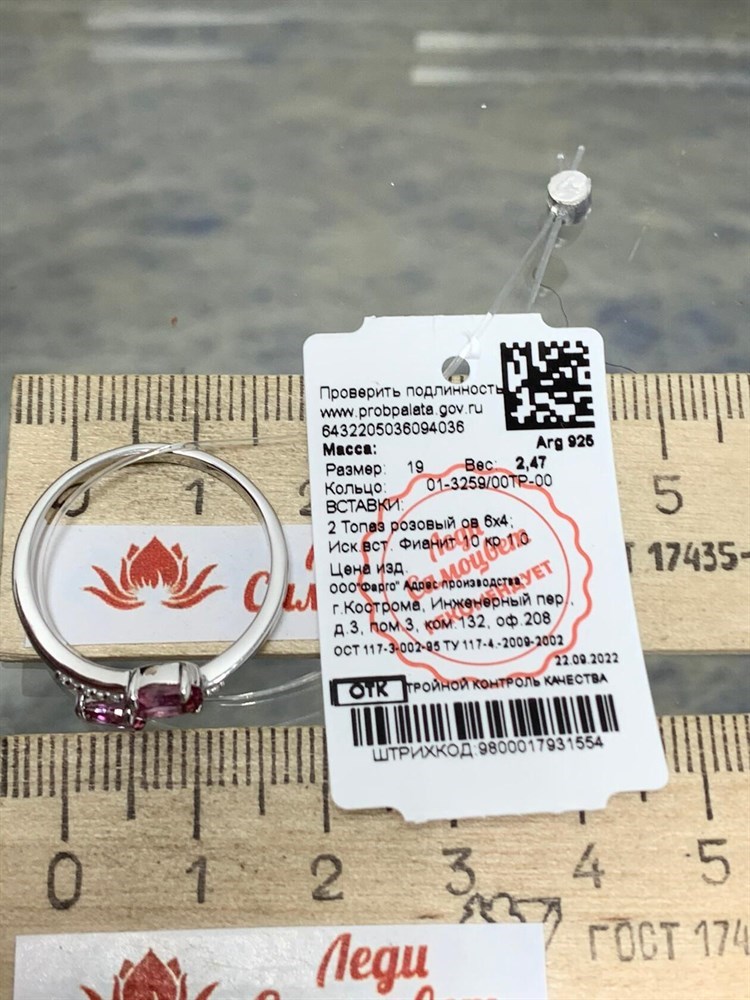 Проверить подлинность
www.probpalata.gov.ru
6432205036094036
Arg 925
Масса:
Размер: 19 Вес: 2,47
Кольцо: 01-3259/00ТР-00
ВСТАВКИ:
2 Топаз розовый ов 6х4;
Иск.вст. Фианит 10 кр 1,0
Цена изд.
ООО"Фарго" Адрес производства
г.Кострома, Инженерный пер.,
д.3, пом.3, ком.132, оф.208
ОСТ 117-3-002-95 ТУ 117-4.-2009-2002
22.09.2022
ОТК ТРОЙНОЙ КОНТРОЛЬ КАЧЕСТВА
ШТРИХКОД:9800017931554
Леди
Самоцвет
РЕКОМЕНДУЕТ
1 5
17435-
0 1 2 3 4 5
ГОСТ 174
Леди